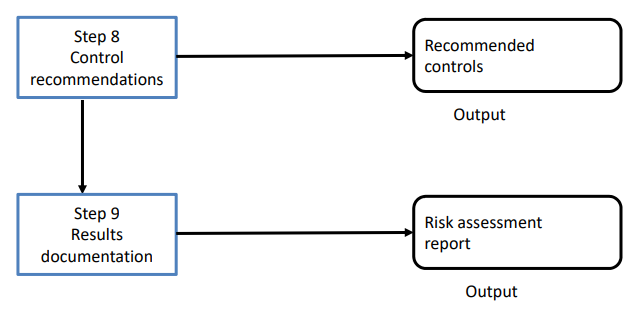 Step 8
Control
recommendations
Recommended
controls
Output
Step 9
Results
documentation
Risk assessment
report
Output